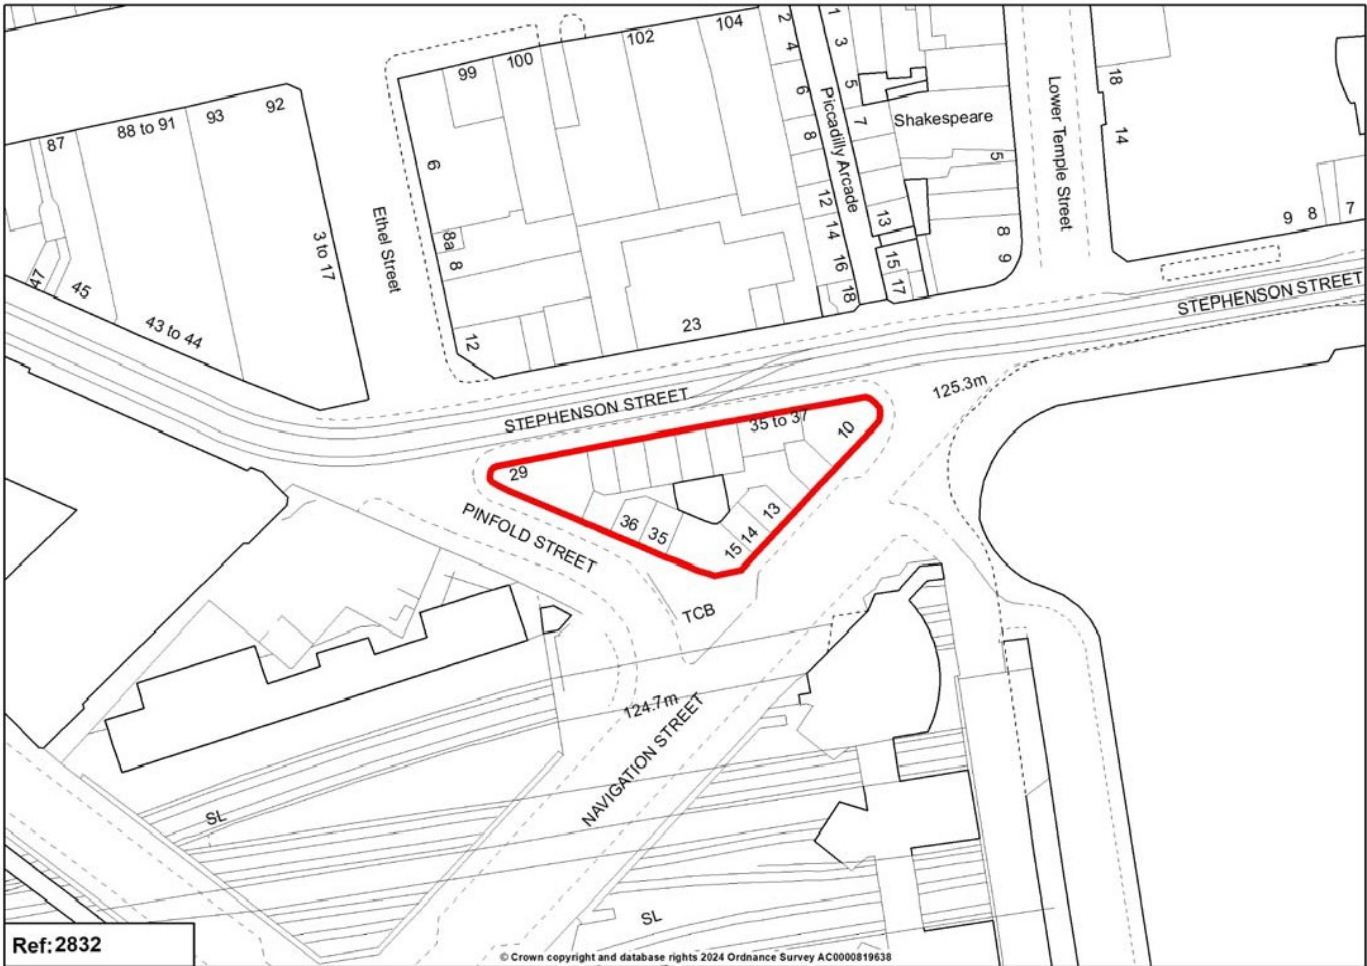 99
100
102
104
2
4
6
8
12
14
16
18
Piccadilly Arcade
1
3
5
7
13
15
17
Shakespeare
5
8
9
Lower Temple Street
18
14
9
8
7
87
88 to 91
93
92
3 to 17
47
45
43 to 44
Ethel Street
6
8a
8
12
23
STEPHENSON STREET
STEPHENSON STREET
125.3m
29
35 to 37
10
36
35
15
14
13
PINFOLD STREET
TCB
124.7m
NAVIGATION STREET
SL
SL
Ref:2832
© Crown copyright and database rights 2024 Ordnance Survey AC0000819638